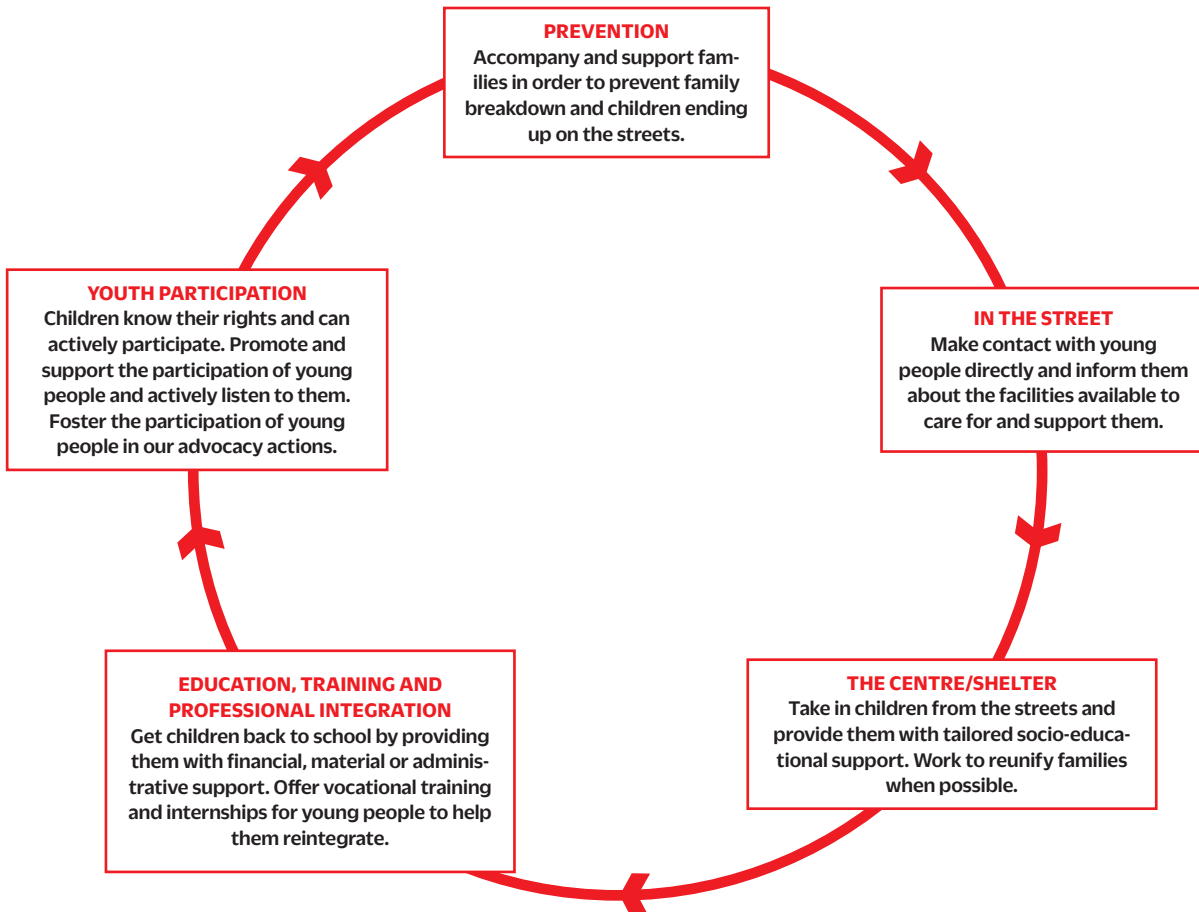 PREVENTION
Accompany and support fam-
ilies in order to prevent family
breakdown and children ending
up on the streets.
IN THE STREET
Make contact with young
people directly and inform them
about the facilities available to
care for and support them.
THE CENTRE/SHELTER
Take in children from the streets and
provide them with tailored socio-educa-
tional support. Work to reunify families
when possible.
EDUCATION, TRAINING AND
PROFESSIONAL INTEGRATION
Get children back to school by providing
them with financial, material or adminis-
trative support. Offer vocational training
and internships for young people to help
them reintegrate.
YOUTH PARTICIPATION
Children know their rights and can
actively participate. Promote and
support the participation of young
people and actively listen to them.
Foster the participation of young
people in our advocacy actions.